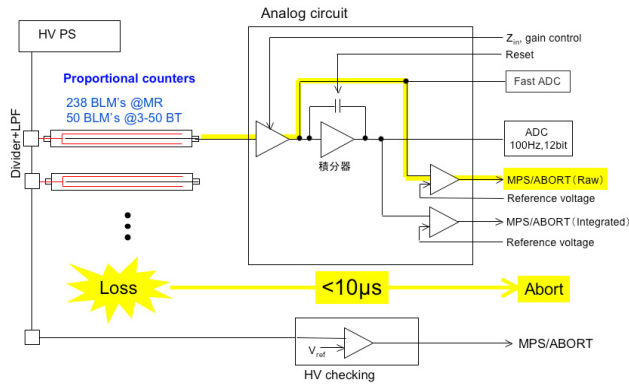 Analog circuit
HV PS
Z_in, gain control
Reset
Proportional counters
238 BLM's @MR
50 BLM's @3-50 BT
Fast ADC
Divider+LPF
ADC
100Hz,12bit
積分器
MPS/ABORT(Raw)
Reference voltage
MPS/ABORT(Integrated)
Reference voltage
Loss
<10μs
Abort
V_ref
MPS/ABORT
HV checking